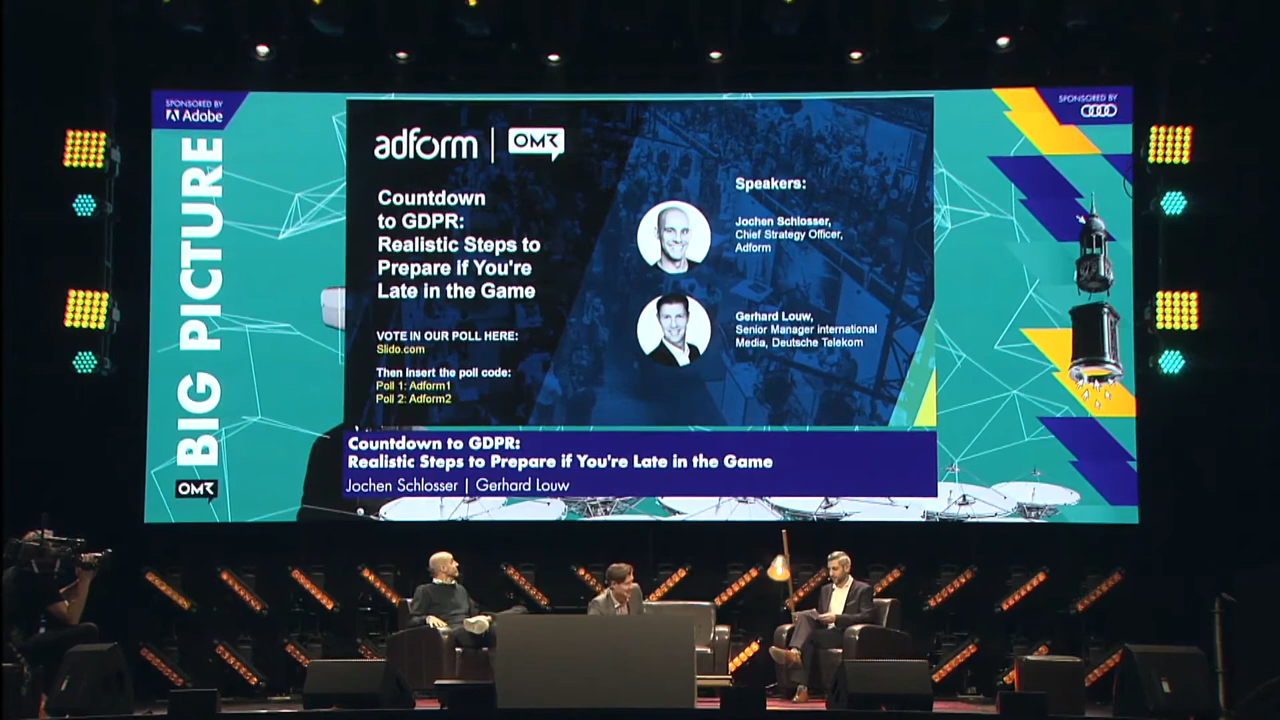 SPONSORED BY
Adobe
BIG PICTURE
OMR
adform | OMR
Countdown
to GDPR:
Realistic Steps to
Prepare if You're
Late in the Game
VOTE IN OUR POLL HERE:
Slido.com
Then Insert the poll code:
Poll 1: Adform1
Poll 2: Adform2
Speakers:
Jochen Schlosser,
Chief Strategy Officer,
Adform
Gerhard Louw,
Senior Manager international
Media, Deutsche Telekom
SPONSORED BY
Countdown to GDPR:
Realistic Steps to Prepare if You're Late in the Game
Jochen Schlosser | Gerhard Louw